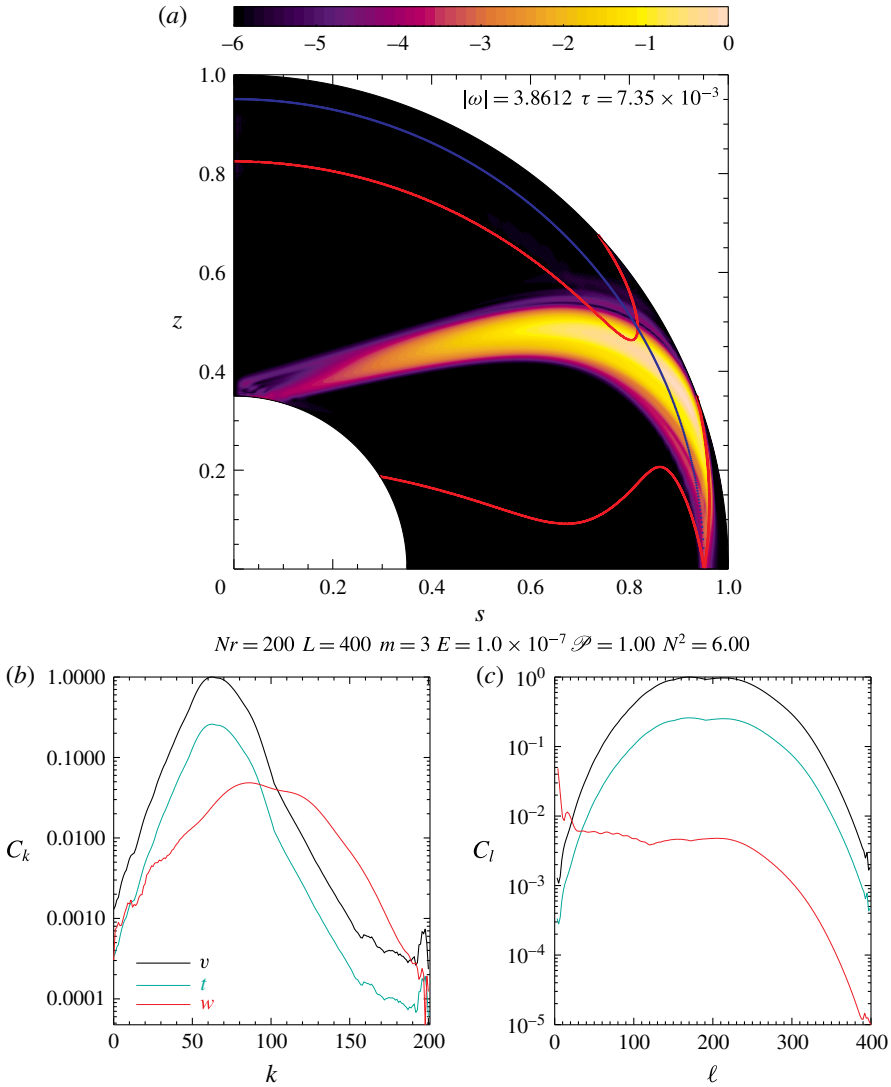 (a)
−6 −5 −4 −3 −2 −1 0
|ω| = 3.8612 τ = 7.35 × 10⁻³
1.0
0.8
0.6
z
0.4
0.2
0 0.2 0.4 0.6 0.8 1.0
s
Nr = 200 L = 400 m = 3 E = 1.0 × 10⁻⁷ 𝒫 = 1.00 N² = 6.00
(b)
1.0000
0.1000
0.0100
C_k
0.0010
0.0001
v
t
w
0 50 100 150 200
k
(c)
10⁰
10⁻¹
10⁻²
C_l
10⁻³
10⁻⁴
10⁻⁵
0 100 200 300 400
ℓ